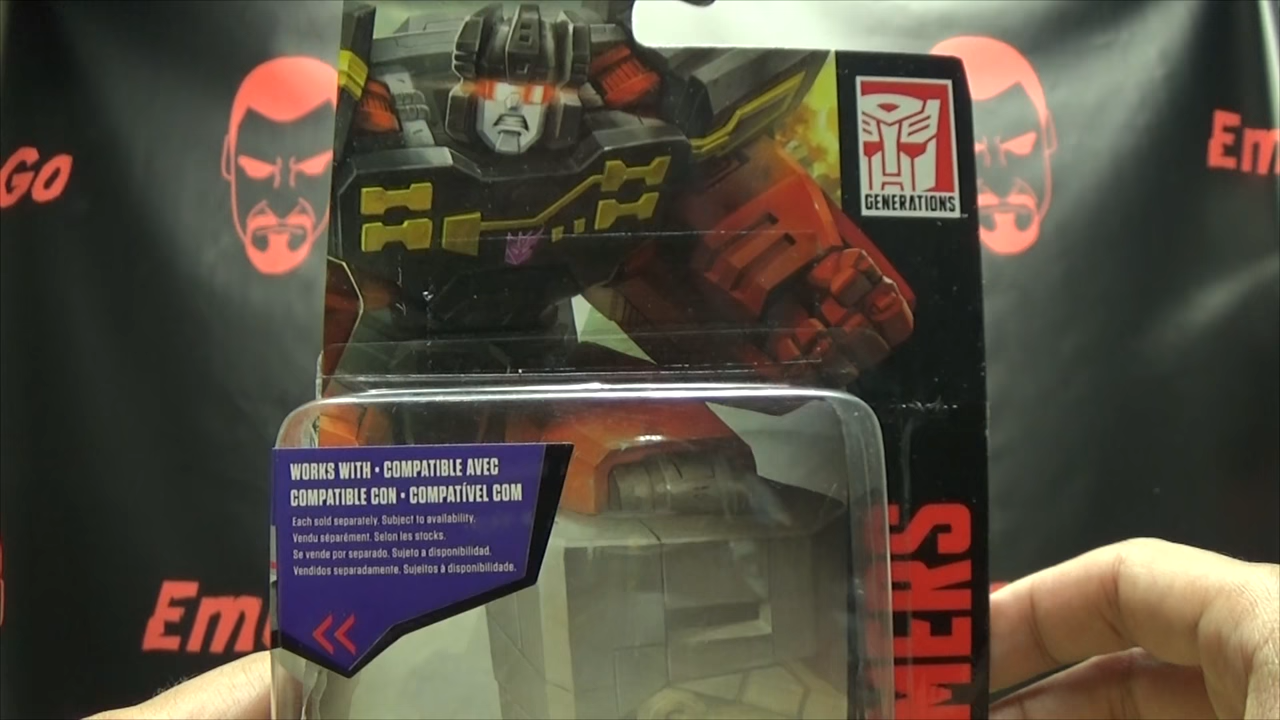 GENERATIONS
Go
Em
WORKS WITH • COMPATIBLE AVEC
COMPATIBLE CON • COMPATÍVEL COM
Each sold separately. Subject to availability.
Vendu séparément. Selon les stocks.
Se vende por separado. Sujeto a disponibilidad.
Vendidos separadamente. Sujeitos à disponibilidade.
MERS
Em